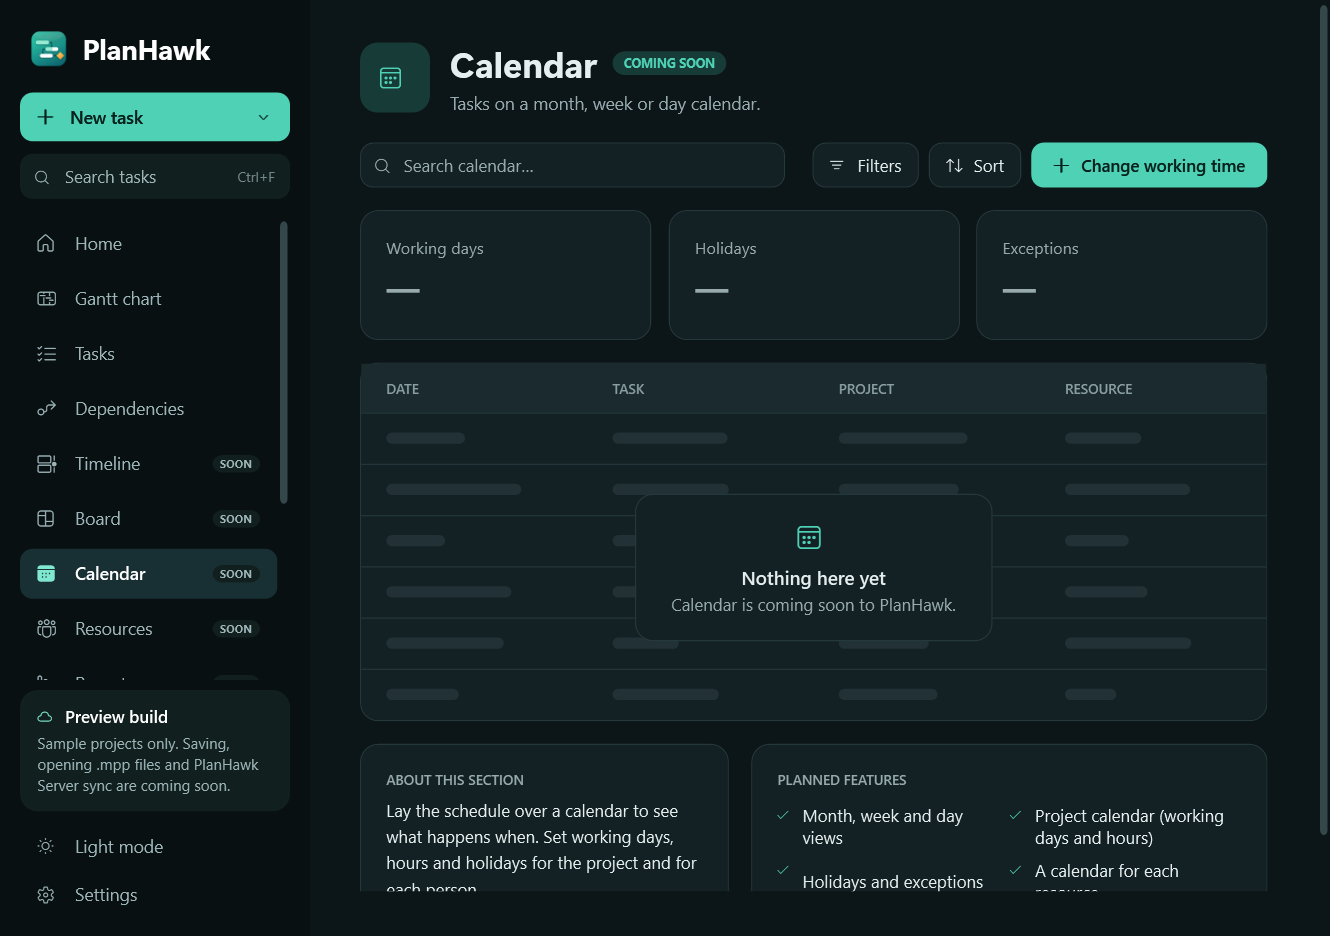 PlanHawk
New task
Search tasks
Ctrl+F
Home
Gantt chart
Tasks
Dependencies
Timeline
SOON
Board
SOON
Calendar
SOON
Resources
SOON
Preview build
Sample projects only. Saving,
opening .mpp files and PlanHawk
Server sync are coming soon.
Light mode
Settings
Calendar
COMING SOON
Tasks on a month, week or day calendar.
Search calendar...
Filters
Sort
Change working time
Working days
Holidays
Exceptions
DATE
TASK
PROJECT
RESOURCE
Nothing here yet
Calendar is coming soon to PlanHawk.
ABOUT THIS SECTION
Lay the schedule over a calendar to see
what happens when. Set working days,
hours and holidays for the project and for
each person
PLANNED FEATURES
Month, week and day
views
Project calendar (working
days and hours)
Holidays and exceptions
A calendar for each